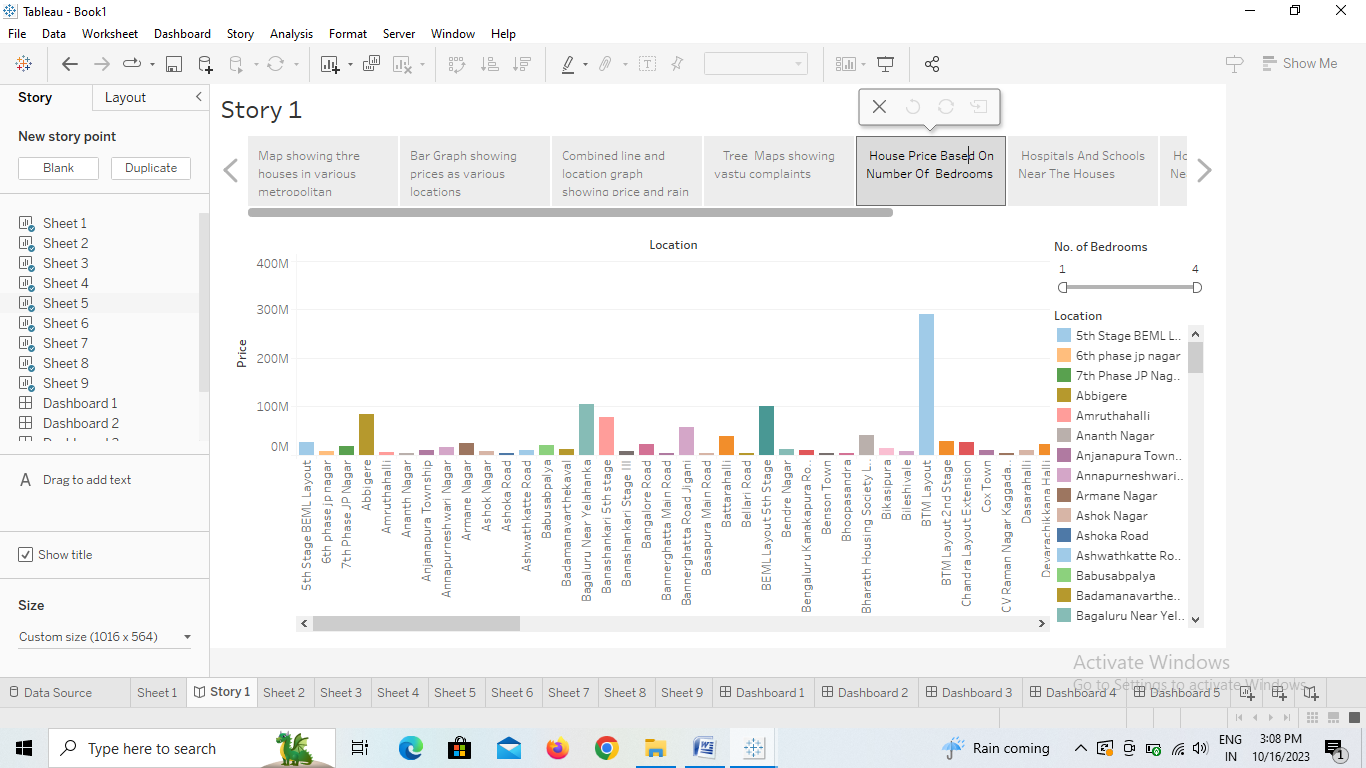 Tableau - Book1
File Data Worksheet Dashboard Story Analysis Format Server Window Help
Show Me
Story Layout
New story point
Blank Duplicate
Sheet 1
Sheet 2
Sheet 3
Sheet 4
Sheet 5
Sheet 6
Sheet 7
Sheet 8
Sheet 9
Dashboard 1
Dashboard 2
A Drag to add text
Show title
Size
Custom size (1016 x 564)
Story 1
Map showing thre
houses in various
metropolitan
Bar Graph showing
prices as various
locations
Combined line and
location graph
showing price and rain
Tree Maps showing
vastu complaints
House Price Based On
Number Of Bedrooms
Hospitals And Schools
Near The Houses
Ho
Ne
Location
Price
400M
300M
200M
100M
0M
5th Stage BEML Layout
6th phase jp nagar
7th Phase JP Nagar
Abbigere
Amruthahalli
Ananth Nagar
Anjanapura Township
Annapurneshwari Nagar
Armane Nagar
Ashok Nagar
Ashoka Road
Ashwathkatte Road
Babusabpalya
Badamanavarthekaval
Bagaluru Near Yelahanka
Banashankari 5th stage
Banashankari Stage III
Bangalore Road
Bannerghatta Main Road
Bannerghatta Road Jigani
Basapura Main Road
Battarahalli
Bellari Road
BEML Layout 5th Stage
Bendre Nagar
Bengaluru Kanakapura Ro..
Benson Town
Bhoopasandra
Bharath Housing Society L..
Bikasipura
Bileshivale
BTM Layout
BTM Layout 2nd Stage
Chandra Layout Extension
Cox Town
CV Raman Nagar Kaggada..
Dasarahalli
Devarachikkana Halli
No. of Bedrooms
1 4
Location
5th Stage BEML L..
6th phase jp nagar
7th Phase JP Nag..
Abbigere
Amruthahalli
Ananth Nagar
Anjanapura Town..
Annapurneshwari..
Armane Nagar
Ashok Nagar
Ashoka Road
Ashwathkatte Ro..
Babusabpalya
Badamanavarthe..
Bagaluru Near Yel..
Activate Windows
Go to Settings to activate Windows.
Data Source Sheet 1 Story 1 Sheet 2 Sheet 3 Sheet 4 Sheet 5 Sheet 6 Sheet 7 Sheet 8 Sheet 9 Dashboard 1 Dashboard 2 Dashboard 3 Dashboard 4 Dashboard 5
Type here to search
Rain coming
ENG
IN
3:08 PM
10/16/2023
1